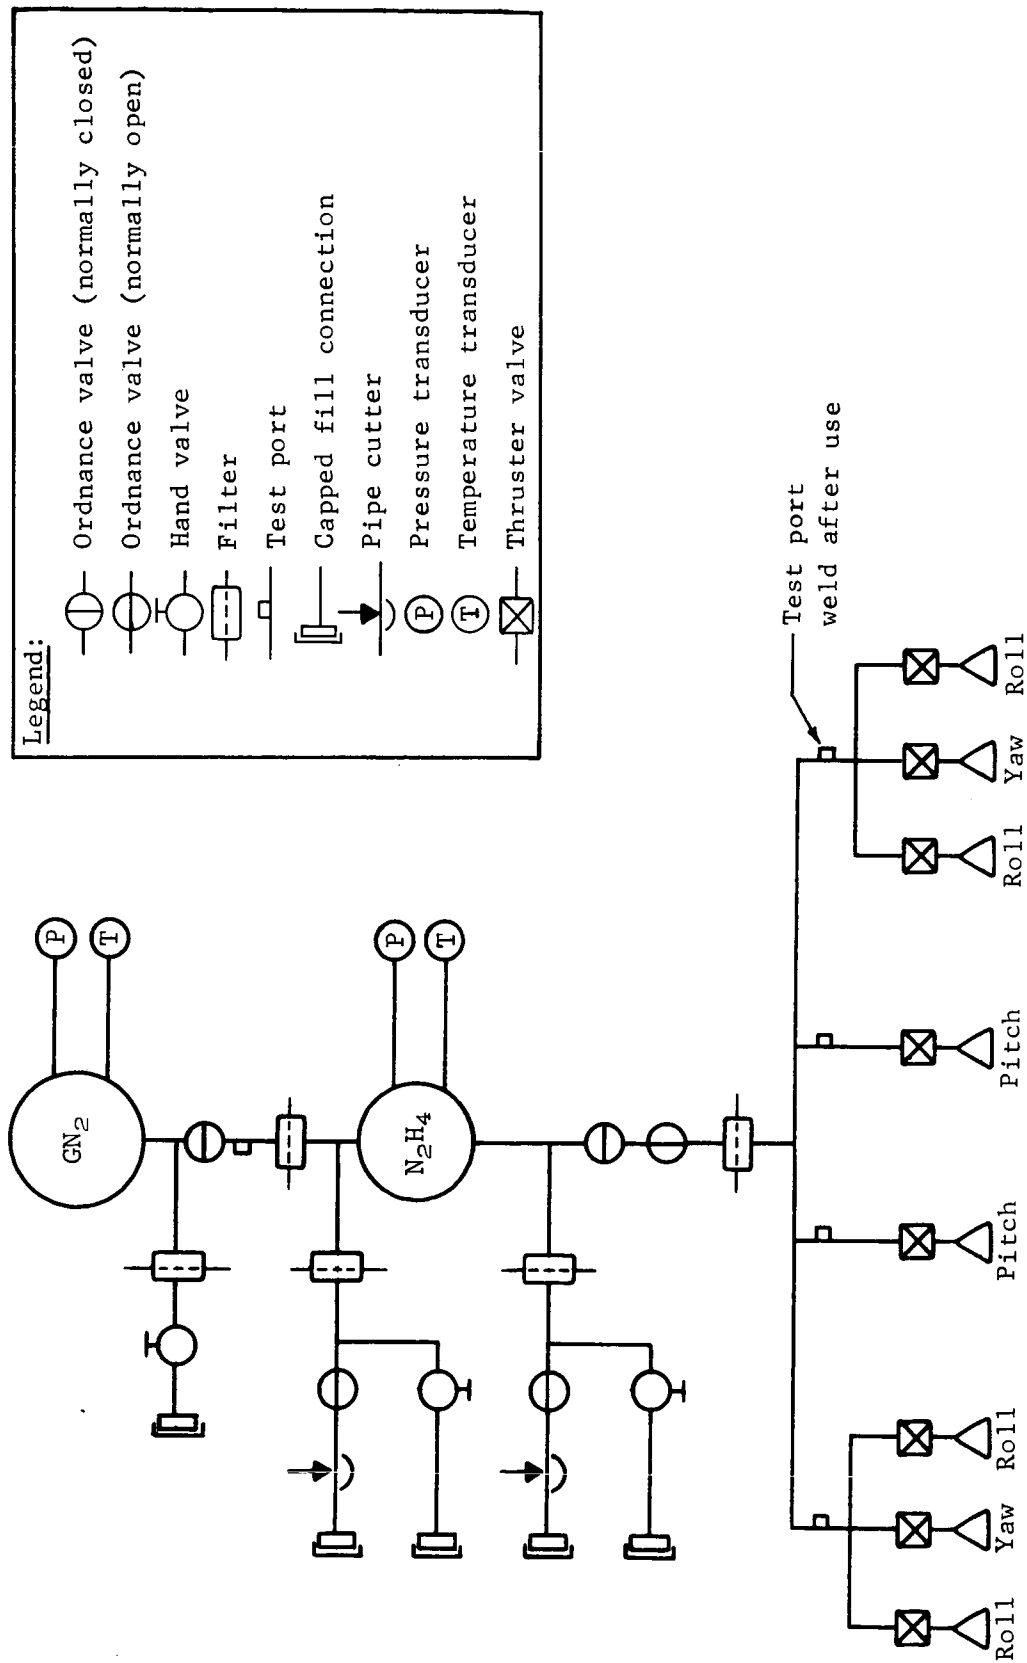 Legend:
Ordnance valve (normally closed)
Ordnance valve (normally open)
Hand valve
Filter
Test port
Capped fill connection
Pipe cutter
P Pressure transducer
T Temperature transducer
Thruster valve
GN2
P
T
N2H4
P
T
Test port
weld after use
Roll
Yaw
Roll
Pitch
Pitch
Roll
Yaw
Roll